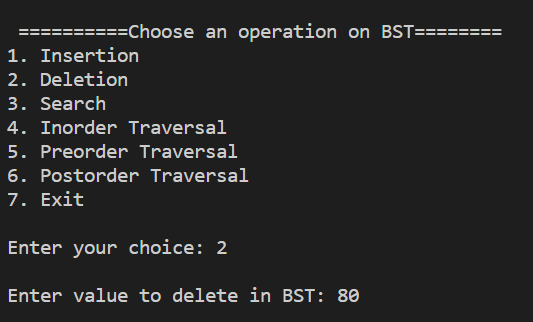 ==========Choose an operation on BST========
1. Insertion
2. Deletion
3. Search
4. Inorder Traversal
5. Preorder Traversal
6. Postorder Traversal
7. Exit
Enter your choice: 2
Enter value to delete in BST: 80